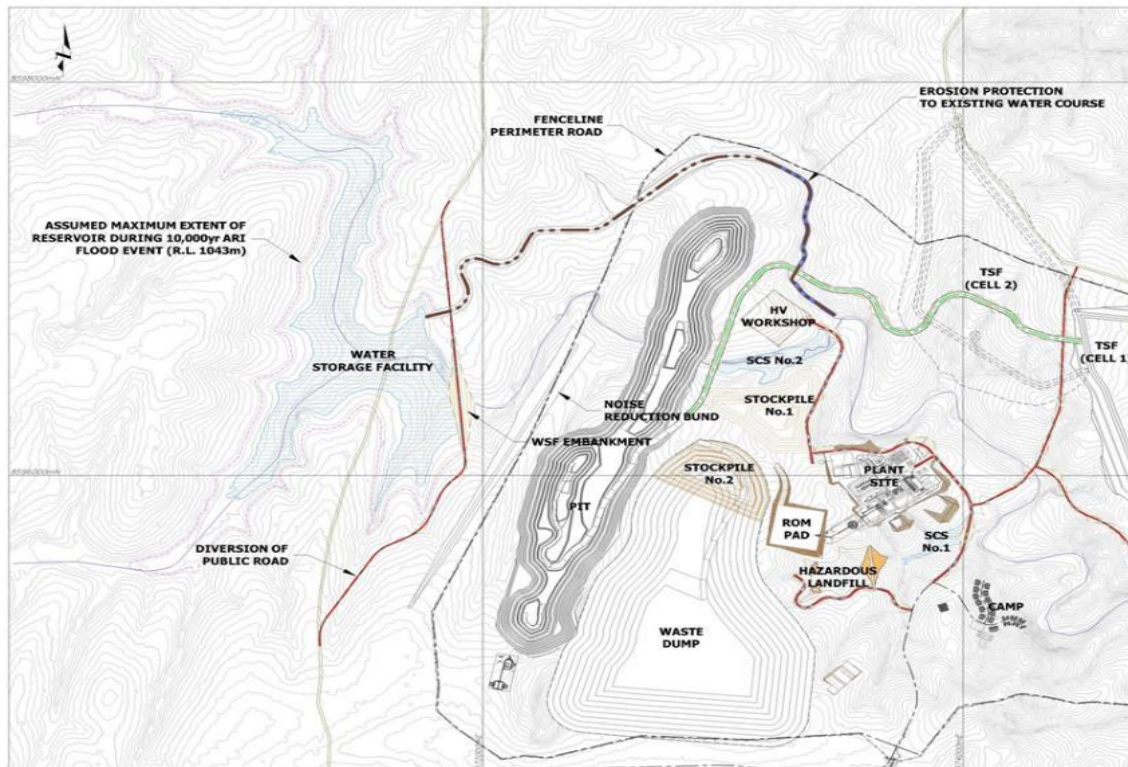 8598000mN
EROSION PROTECTION
TO EXISTING WATER COURSE
FENCELINE
PERIMETER ROAD
ASSUMED MAXIMUM EXTENT OF
RESERVOIR DURING 10,000yr ARI
FLOOD EVENT (R.L. 1043m)
TSF
(CELL 2)
HV
WORKSHOP
TSF
(CELL 1)
WATER
STORAGE FACILITY
SCS No.2
NOISE
REDUCTION BUND
STOCKPILE
No.1
WSF EMBANKMENT
8596000mN
STOCKPILE
No.2
PLANT
SITE
PIT
ROM
PAD
SCS
No.1
DIVERSION OF
PUBLIC ROAD
HAZARDOUS
LANDFILL
CAMP
WASTE
DUMP